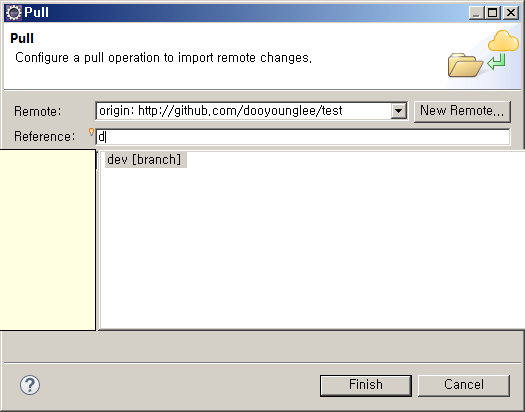 Pull
Pull
Configure a pull operation to import remote changes.
Remote: origin: http://github.com/dooyounglee/test New Remote...
Reference: d
dev [branch]
? Finish Cancel